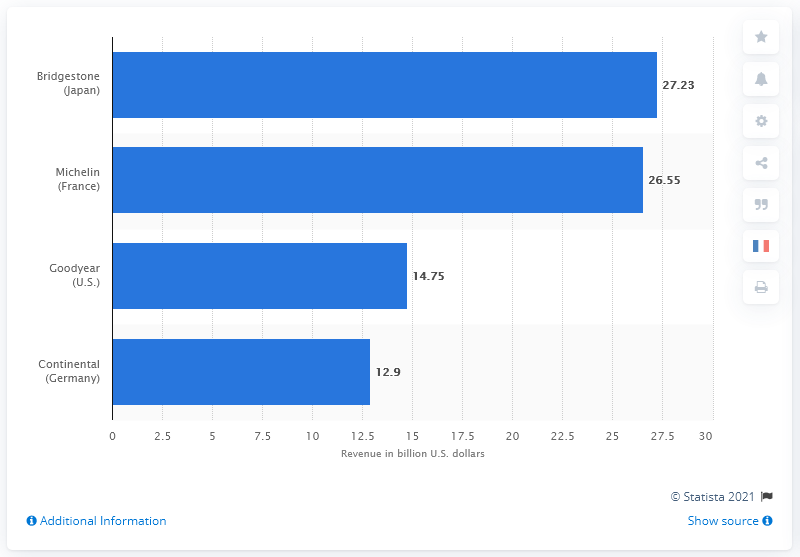 Bridgestone
(Japan)
27.23
Michelin
(France)
26.55
Goodyear
(U.S.)
14.75
Continental
(Germany)
12.9
0 2.5 5 7.5 10 12.5 15 17.5 20 22.5 25 27.5 30
Revenue in billion U.S. dollars
© Statista 2021
Additional Information
Show source